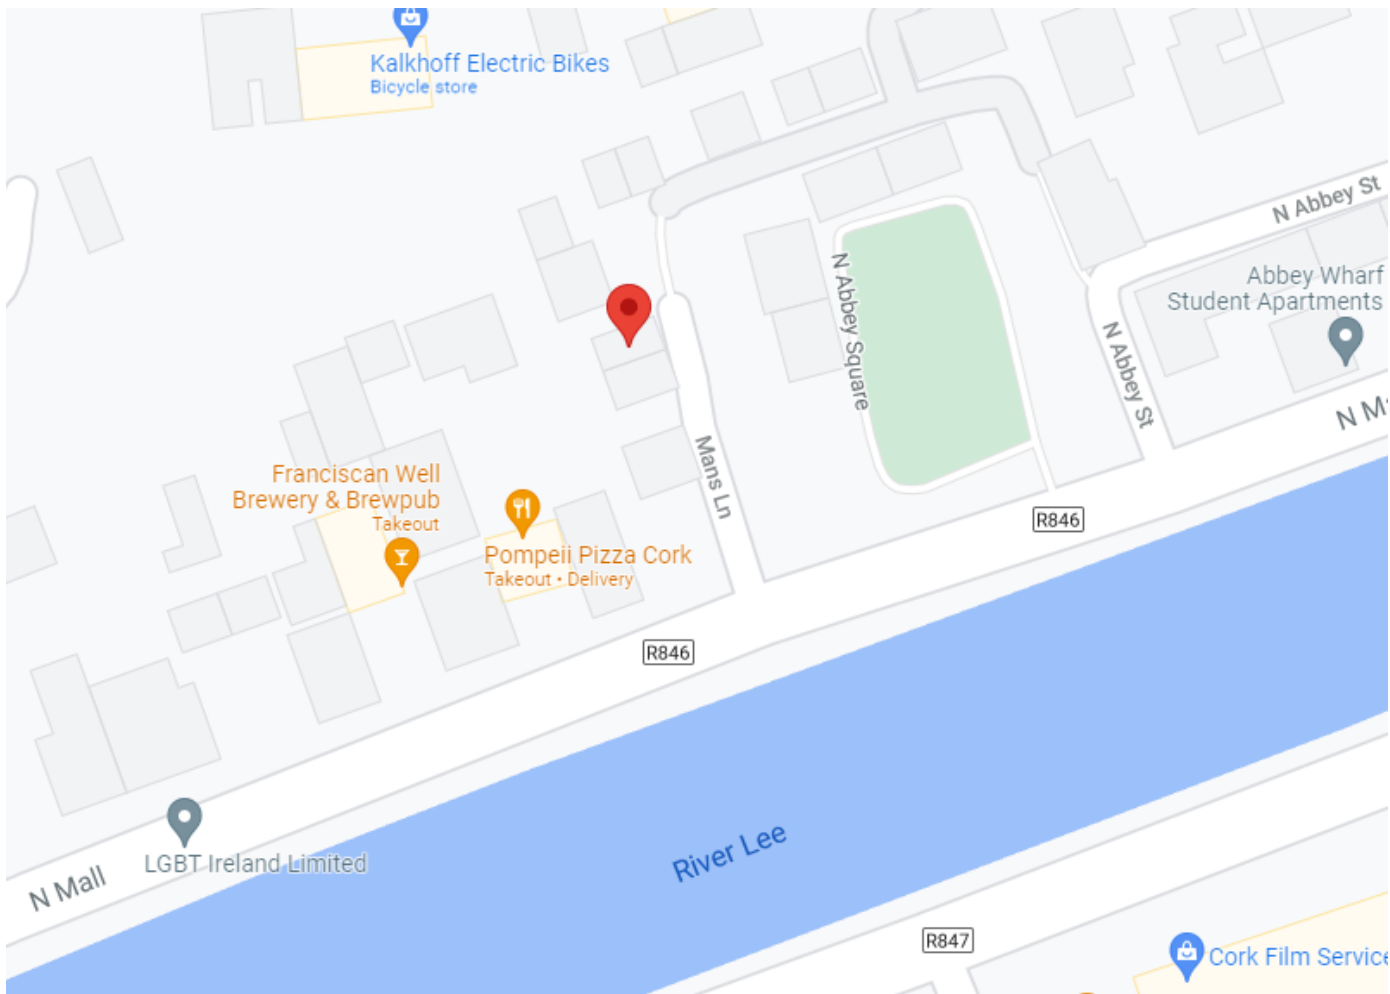 Kalkhoff Electric Bikes
Bicycle store
N Abbey St
Abbey Wharf
Student Apartments
N Abbey Square
N Abbey St
Mans Ln
Franciscan Well
Brewery & Brewpub
Takeout
Pompeii Pizza Cork
Takeout • Delivery
R846
R846
LGBT Ireland Limited
N Mall
River Lee
R847
Cork Film Service